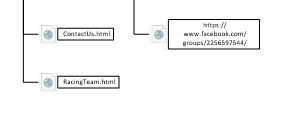 ContactUs.html
https://
www.facebook.com/
groups/2256597544/
RacingTeam.html